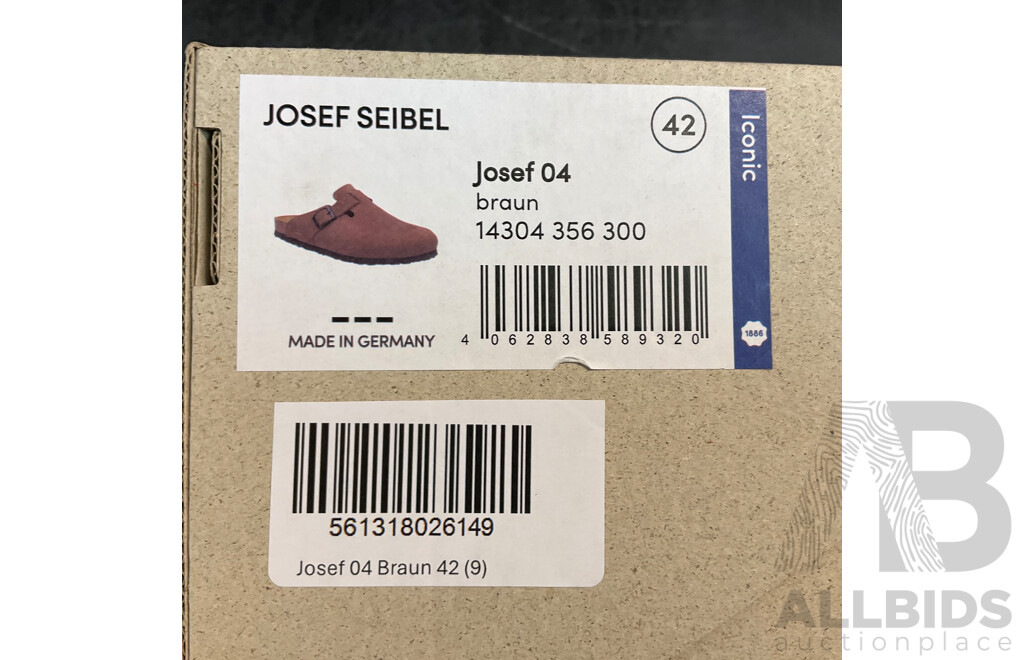 JOSEF SEIBEL
42
Iconic
Josef 04
braun
14304 356 300
MADE IN GERMANY
4 062838 589320
1886
561318026149
Josef 04 Braun 42 (9)
AB
ALLBIDS
auctionplace